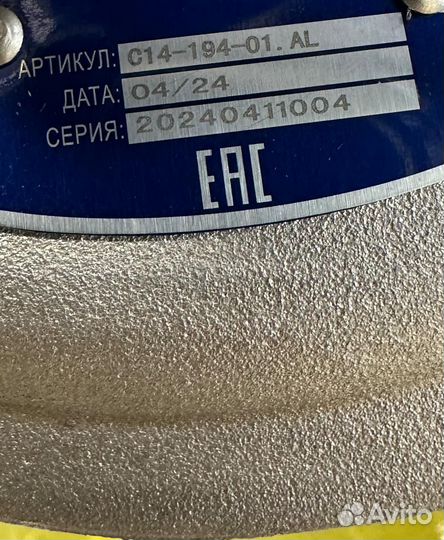 АРТИКУЛ: C14-194-01.AL
ДАТА: 04/24
СЕРИЯ: 20240411004
EAC
Avito